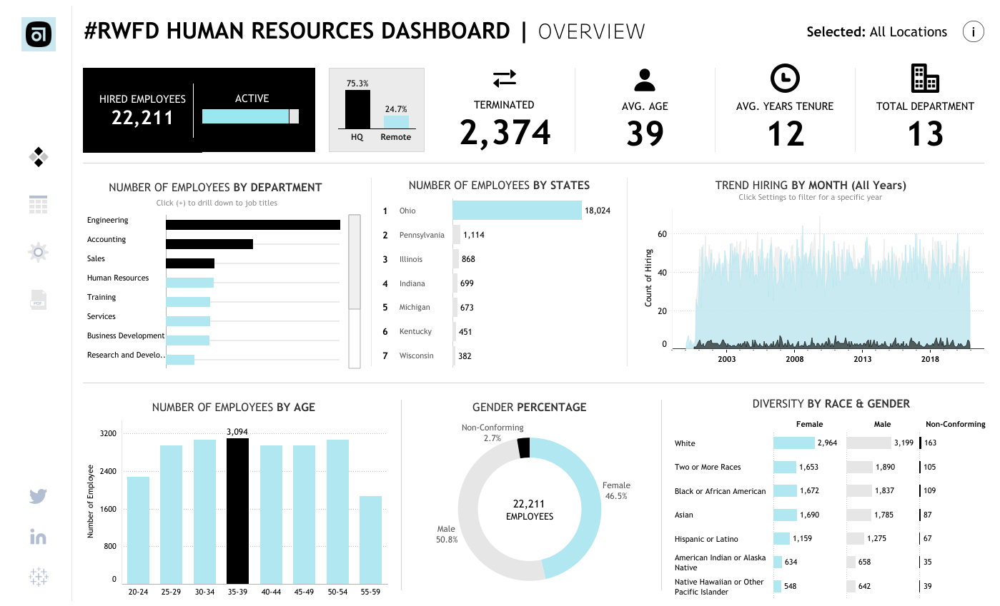 #RWFD HUMAN RESOURCES DASHBOARD | OVERVIEW
Selected: All Locations
i
HIRED EMPLOYEES
22,211
ACTIVE
75.3%
24.7%
HQ Remote
TERMINATED
2,374
AVG. AGE
39
AVG. YEARS TENURE
12
TOTAL DEPARTMENT
13
NUMBER OF EMPLOYEES BY DEPARTMENT
Click (+) to drill down to job titles
Engineering
Accounting
Sales
Human Resources
Training
Services
Business Development
Research and Develo..
NUMBER OF EMPLOYEES BY STATES
1 Ohio 18,024
2 Pennsylvania 1,114
3 Illinois 868
4 Indiana 699
5 Michigan 673
6 Kentucky 451
7 Wisconsin 382
TREND HIRING BY MONTH (All Years)
Click Settings to filter for a specific year
Count of Hiring
60
40
20
0
2003 2008 2013 2018
PDF
NUMBER OF EMPLOYEES BY AGE
Number of Employee
3200
2400
1600
800
0
3,094
20-24 25-29 30-34 35-39 40-44 45-49 50-54 55-59
GENDER PERCENTAGE
Non-Conforming
2.7%
Female
46.5%
Male
50.8%
22,211
EMPLOYEES
DIVERSITY BY RACE & GENDER
Female Male Non-Conforming
White 2,964 3,199 163
Two or More Races 1,653 1,890 105
Black or African American 1,672 1,837 109
Asian 1,690 1,785 87
Hispanic or Latino 1,159 1,275 67
American Indian or Alaska
Native 634 658 35
Native Hawaiian or Other
Pacific Islander 548 642 39
in